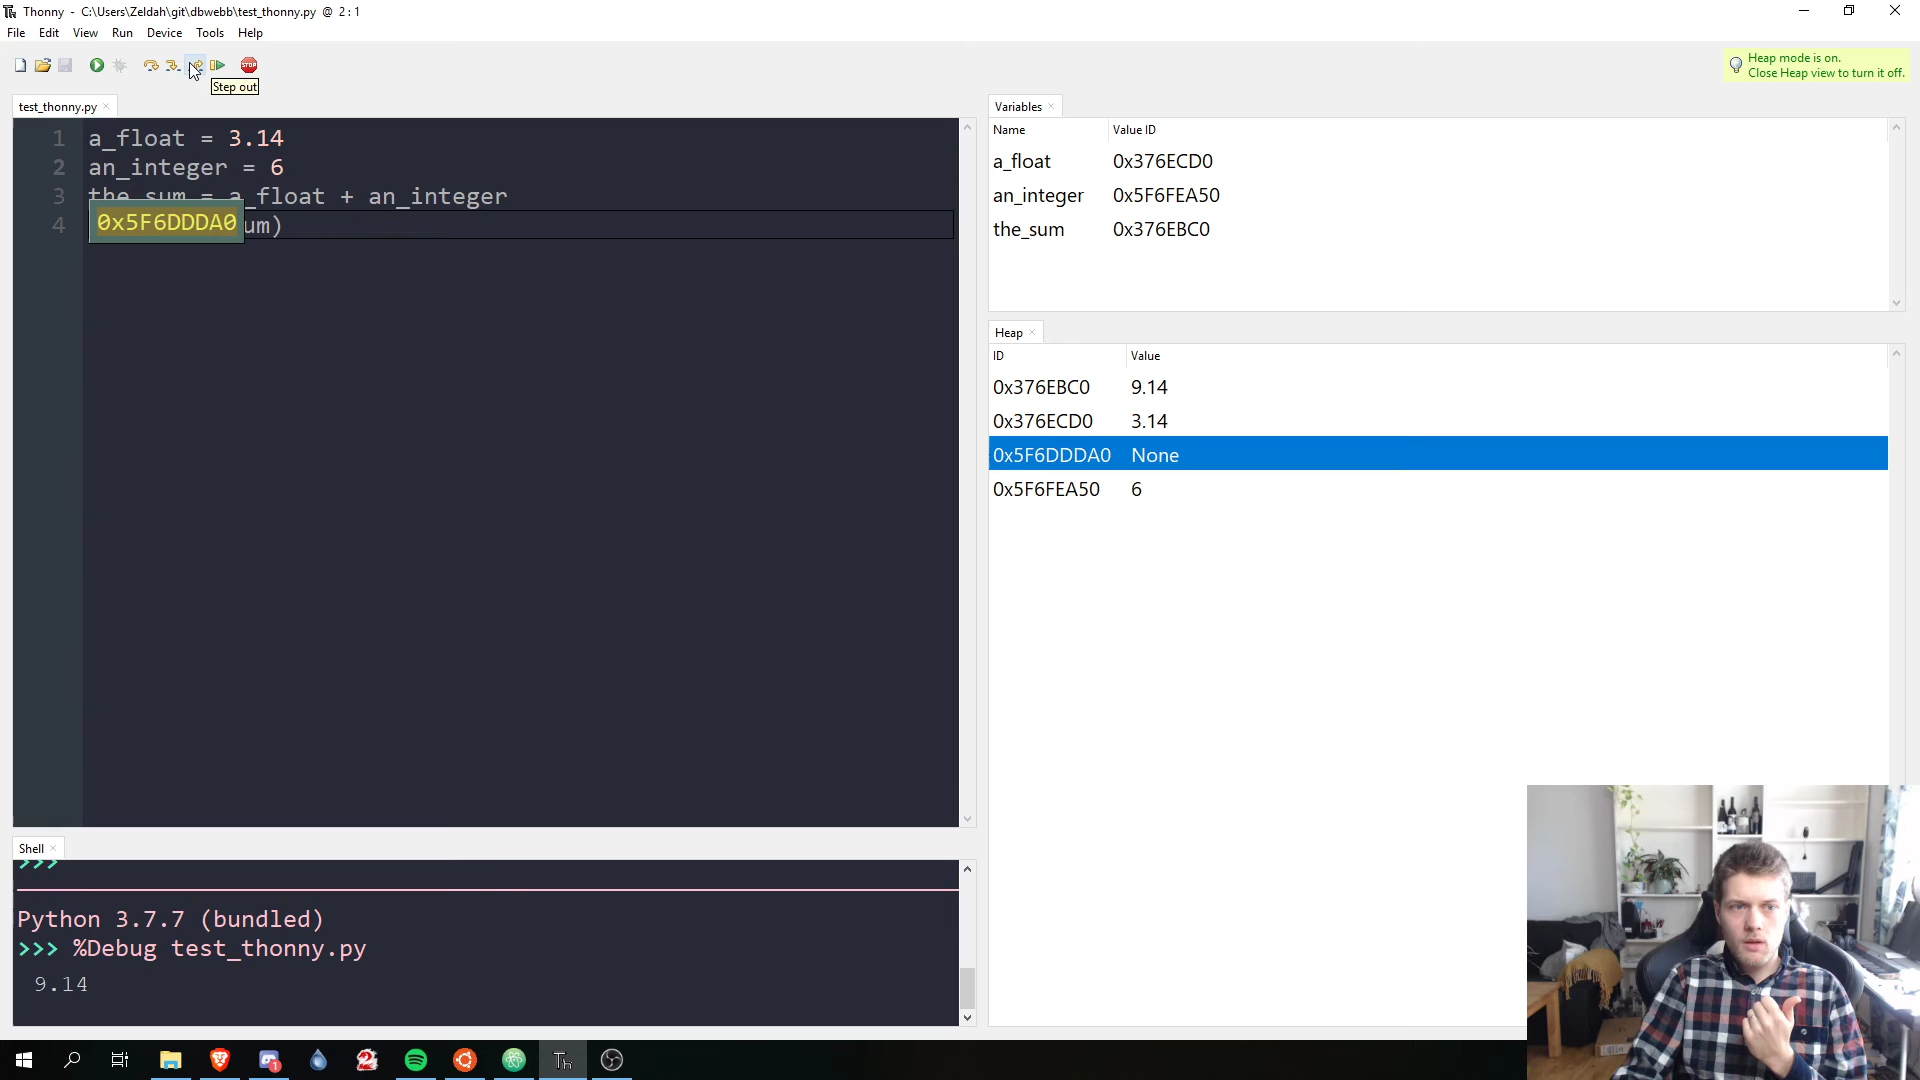 Thonny - C:\Users\Zeldah\git\dbwebb\test_thonny.py @ 2:1
File Edit View Run Device Tools Help
STOP
Step out
Heap mode is on.
Close Heap view to turn it off.
test_thonny.py ×
1 a_float = 3.14
2 an_integer = 6
3 the_sum = a_float + an_integer
4 0x5F6DDDA0 um)
Variables ×
Name Value ID
a_float 0x376ECD0
an_integer 0x5F6FEA50
the_sum 0x376EBC0
Heap ×
ID Value
0x376EBC0 9.14
0x376ECD0 3.14
0x5F6DDDA0 None
0x5F6FEA50 6
Shell ×
>>>
Python 3.7.7 (bundled)
>>> %Debug test_thonny.py
9.14
1
Th